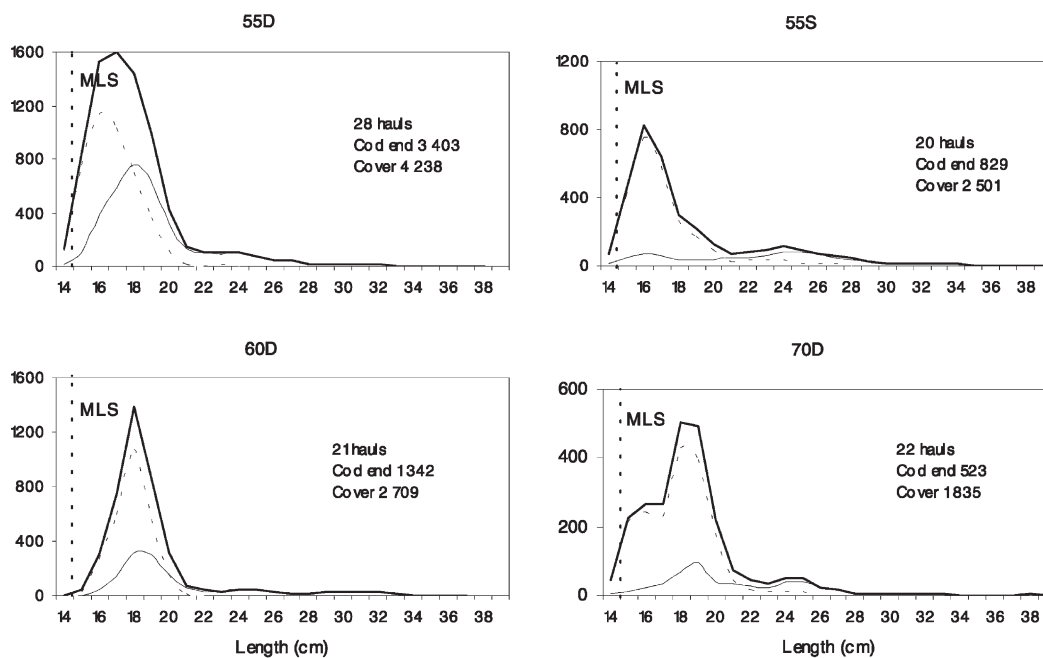 55D
1600
1200
800
400
0
MLS
28 hauls
Cod end 3 403
Cover 4 238
14 16 18 20 22 24 26 28 30 32 34 36 38
55S
1200
800
400
0
MLS
20 hauls
Cod end 829
Cover 2 501
14 16 18 20 22 24 26 28 30 32 34 36 38
60D
1600
1200
800
400
0
MLS
21hauls
Cod end 1342
Cover 2 709
14 16 18 20 22 24 26 28 30 32 34 36 38
Length (cm)
70D
600
400
200
0
MLS
22 hauls
Cod end 523
Cover 1835
14 16 18 20 22 24 26 28 30 32 34 36 38
Length (cm)